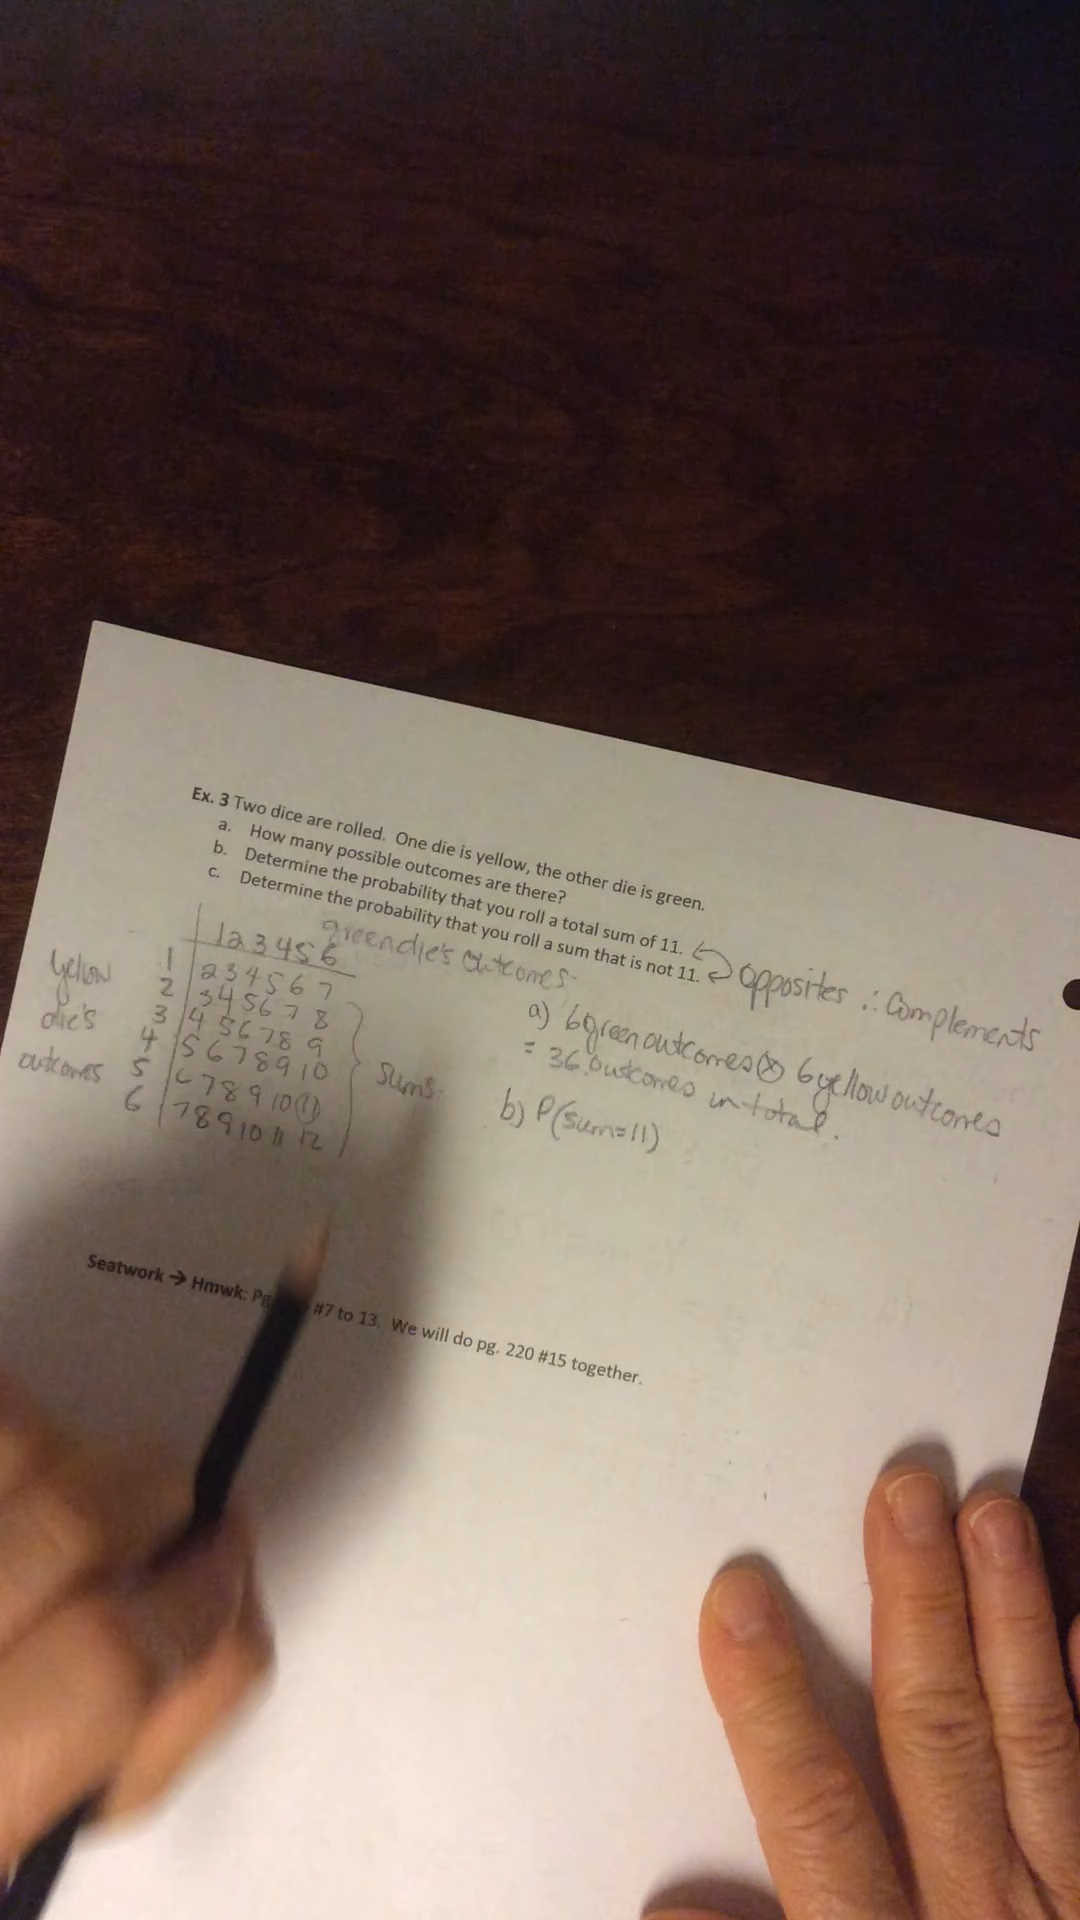 Ex. 3 Two dice are rolled. One die is yellow, the other die is green.
a. How many possible outcomes are there?
b. Determine the probability that you roll a total sum of 11.
c. Determine the probability that you roll a sum that is not 11.
Opposites ∴ Complements
green die's outcomes
1 2 3 4 5 6
yellow die's outcomes
1 2 3 4 5 6 7
2 3 4 5 6 7 8
3 4 5 6 7 8 9
4 5 6 7 8 9 10
5 6 7 8 9 10 11
6 7 8 9 10 11 12
sums
a) 6 green outcomes × 6 yellow outcomes
= 36 outcomes in total.
b) P(sum=11)
Seatwork → Hmwk: Pg. #7 to 13. We will do pg. 220 #15 together.